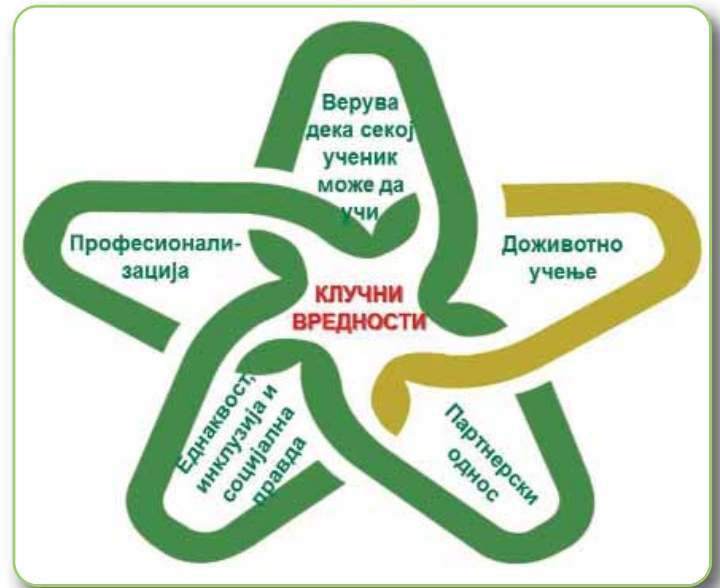 Верува
дека секој
ученик
може да
учи
Професионали-
зација
Доживотно
учење
КЛУЧНИ
ВРЕДНОСТИ
Еднаквост,
инклузија и
социјална
правда
Партнерски
однос